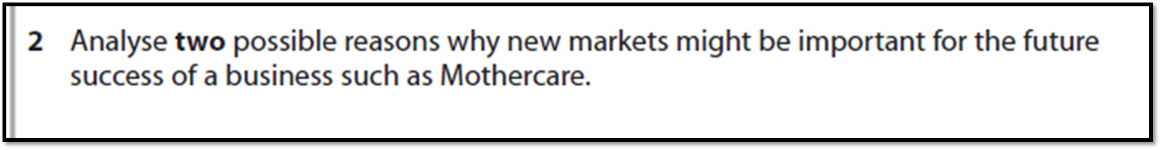 2 Analyse two possible reasons why new markets might be important for the future
success of a business such as Mothercare.